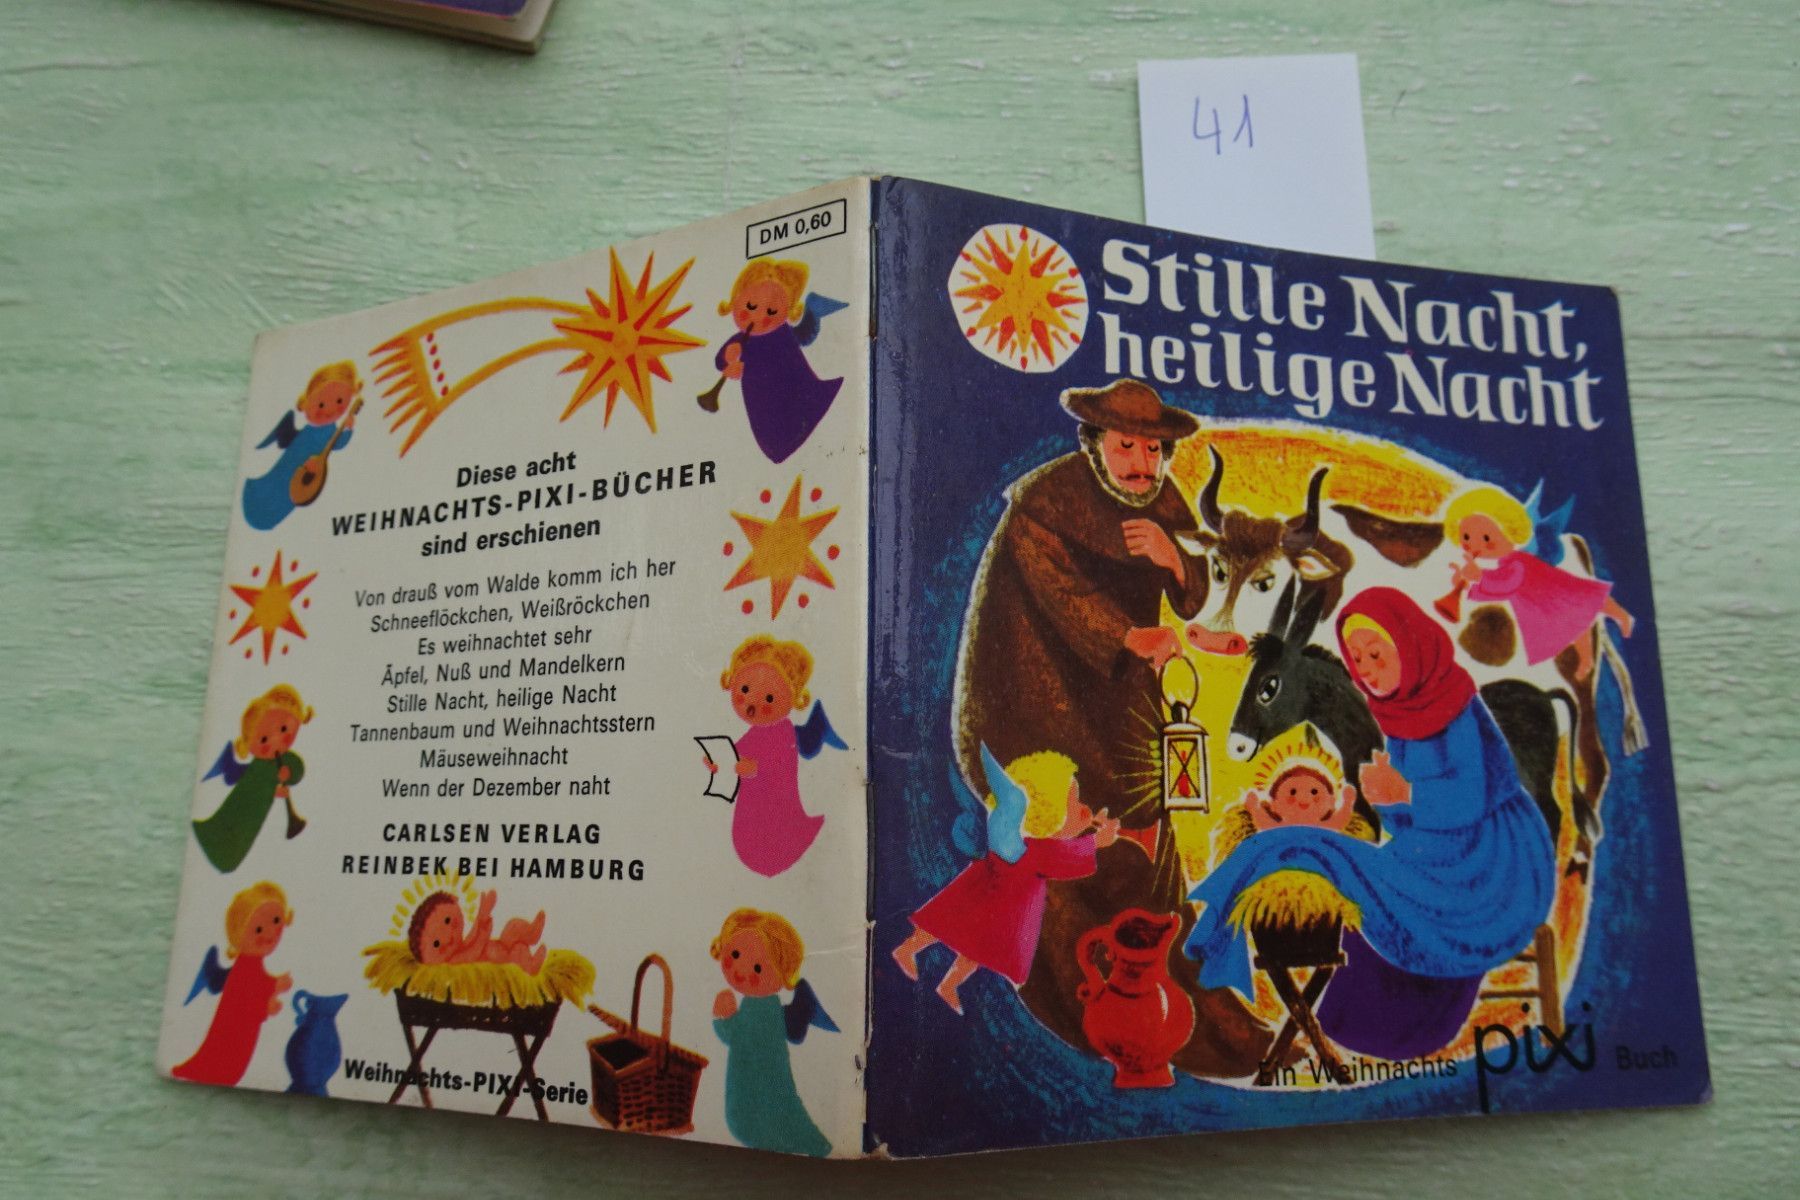 41
DM 0,60
Diese acht
WEIHNACHTS-PIXI-BÜCHER
sind erschienen
Von drauß vom Walde komm ich her
Schneeflöckchen, Weißröckchen
Es weihnachtet sehr
Äpfel, Nuß und Mandelkern
Stille Nacht, heilige Nacht
Tannenbaum und Weihnachtsstern
Mäuseweihnacht
Wenn der Dezember naht
CARLSEN VERLAG
REINBEK BEI HAMBURG
Weihnachts-PIXI-Serie
Stille Nacht,
heilige Nacht
Ein Weihnachts pixi Buch